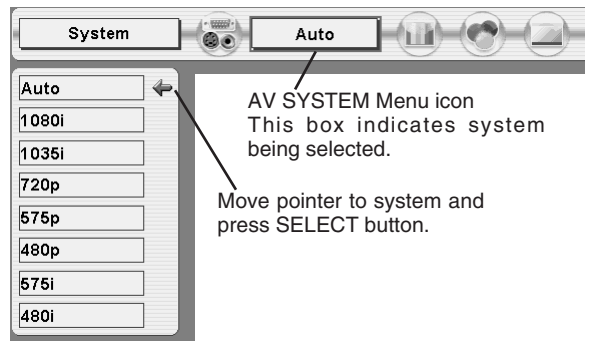 System
Auto
Auto
1080i
1035i
720p
575p
480p
575i
480i
AV SYSTEM Menu icon
This box indicates system
being selected.
Move pointer to system and
press SELECT button.